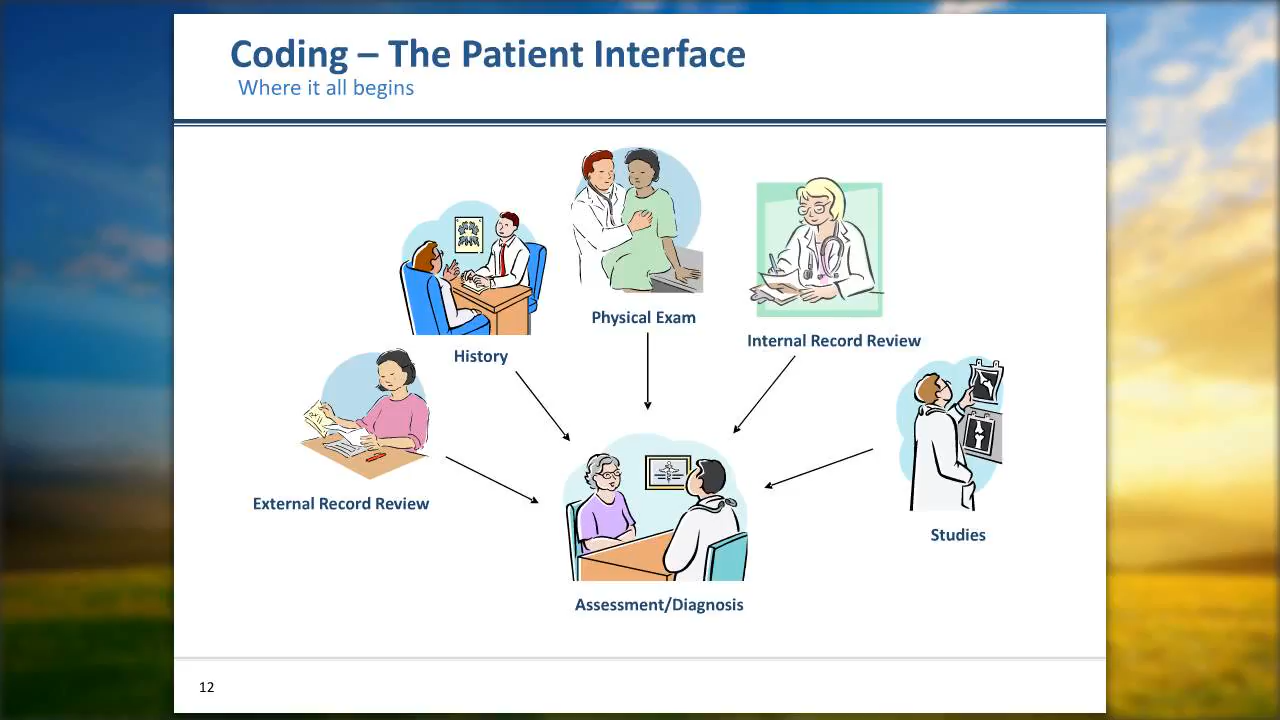 Coding – The Patient Interface
Where it all begins
Physical Exam
Internal Record Review
History
External Record Review
Studies
Assessment/Diagnosis
12